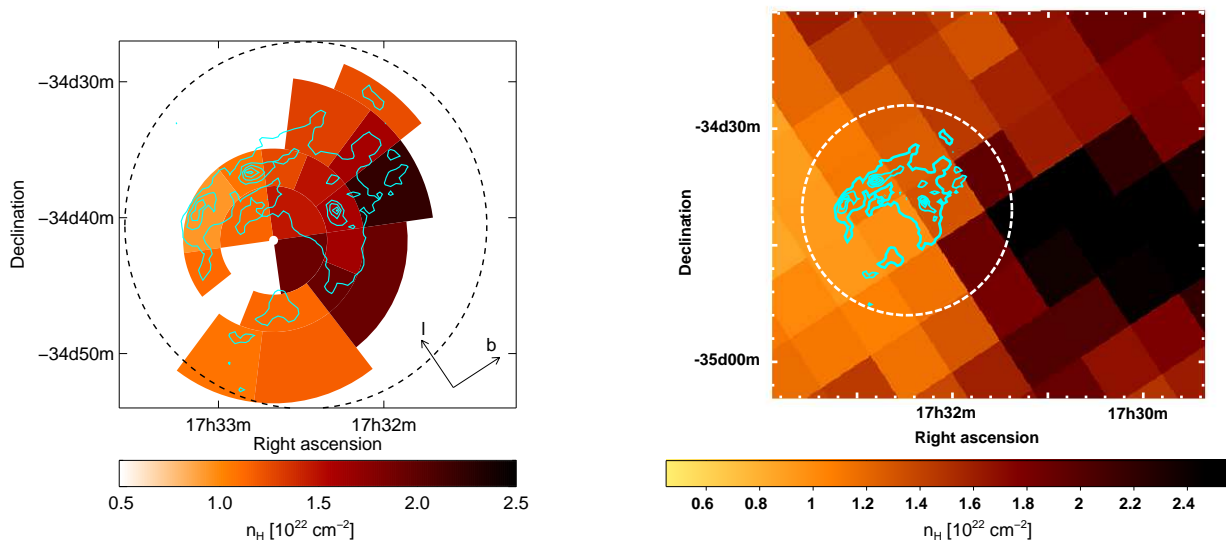 −34d30m
−34d40m
−34d50m
Declination
l
b
17h33m
17h32m
Right ascension
0.5
1.0
1.5
2.0
2.5
n_H [10^22 cm^−2]
-34d30m
-35d00m
Declination
17h32m
17h30m
Right ascension
0.6
0.8
1
1.2
1.4
1.6
1.8
2
2.2
2.4
n_H [10^22 cm^−2]